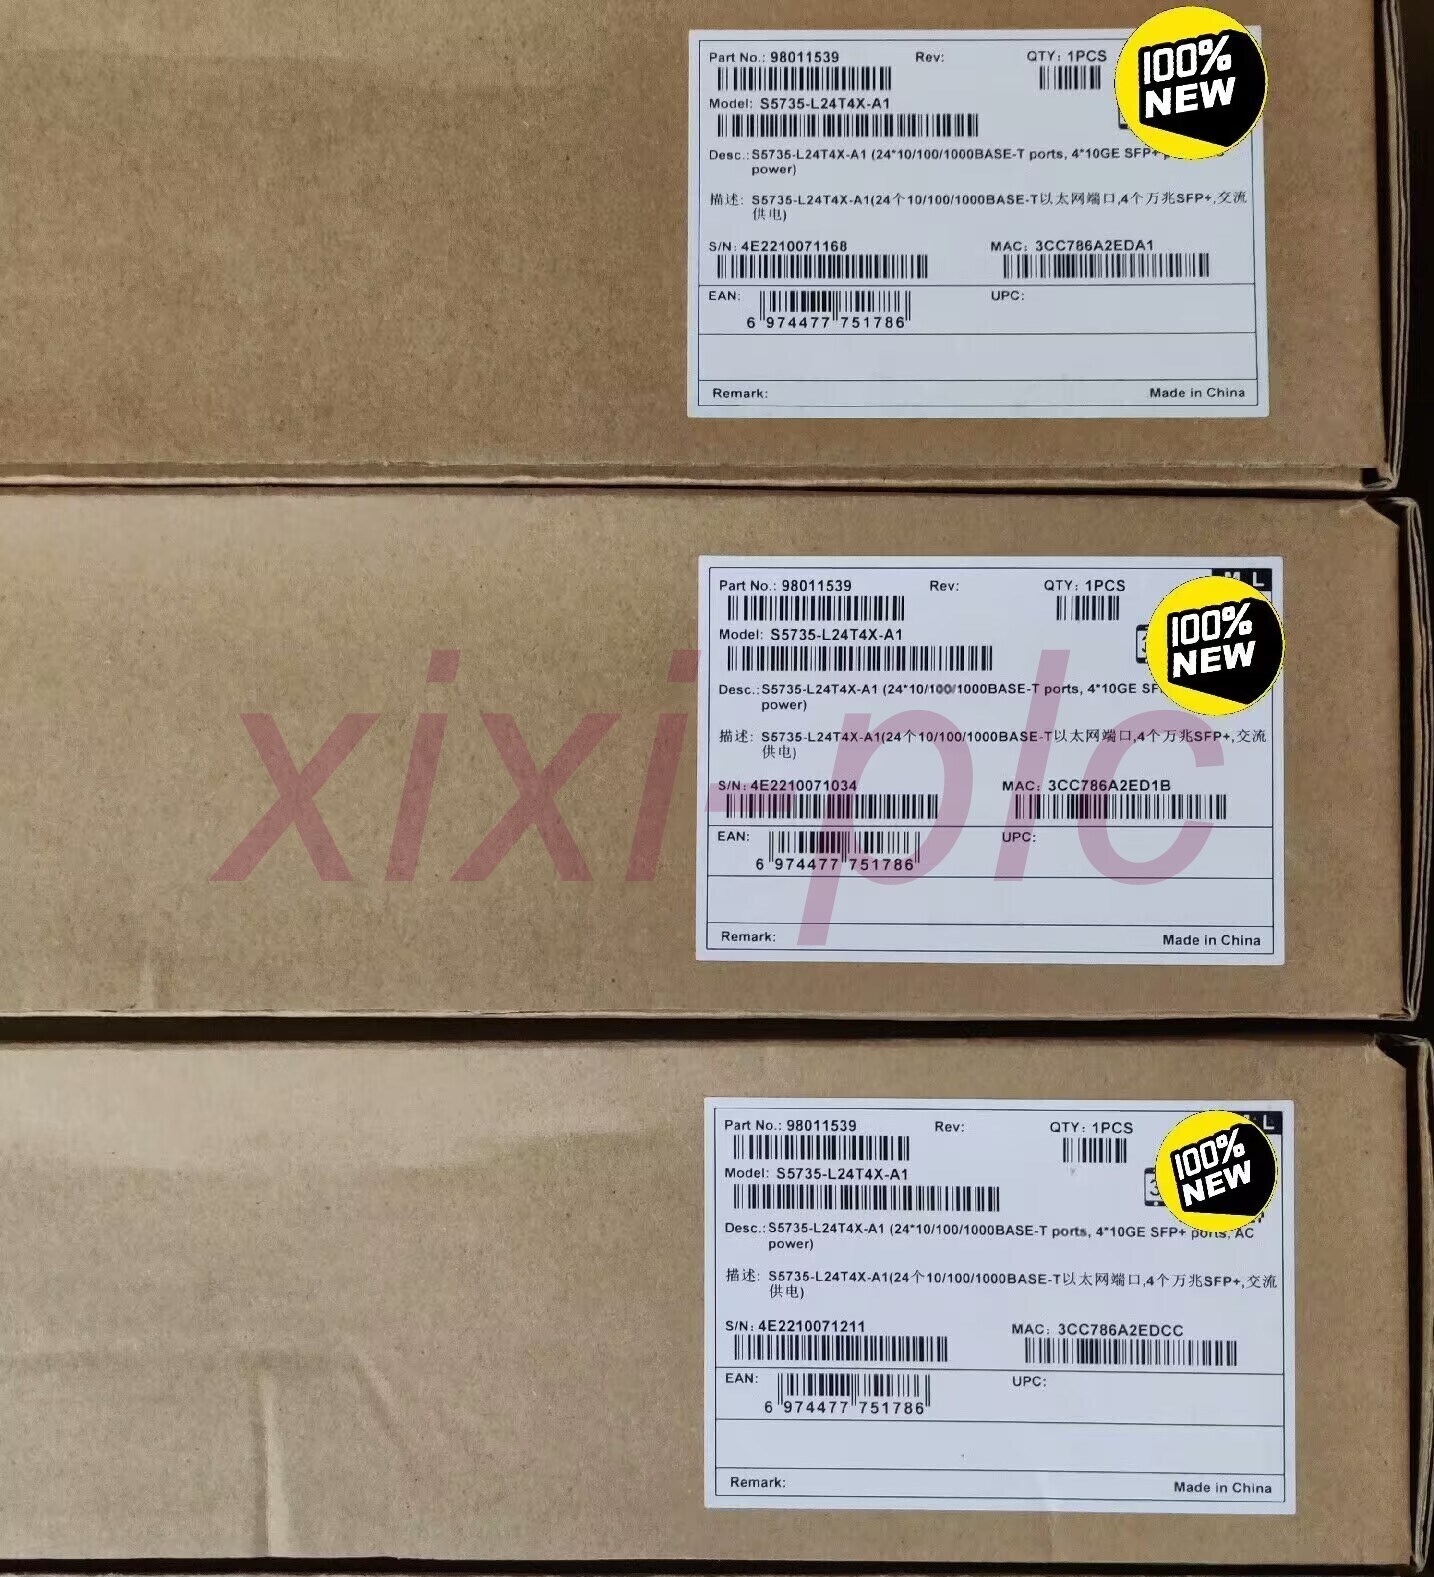 Part No.: 98011539 Rev: QTY: 1PCS
100%
NEW
Model: S5735-L24T4X-A1
Desc.: S5735-L24T4X-A1 (24*10/100/1000BASE-T ports, 4*10GE SFP+
power)
描述: S5735-L24T4X-A1(24个10/100/1000BASE-T以太网端口,4个万兆SFP+,交流
供电)
S/N: 4E2210071168 MAC: 3CC786A2EDA1
EAN: UPC:
6 974477 751786
Remark: Made in China
M L
Part No.: 98011539 Rev: QTY: 1PCS
100%
NEW
Model: S5735-L24T4X-A1
Desc.: S5735-L24T4X-A1 (24*10/100/1000BASE-T ports, 4*10GE
power)
描述: S5735-L24T4X-A1(24个10/100/1000BASE-T以太网端口,4个万兆SFP+,交流
供电)
xixi-plc
S/N: 4E2210071034 MAC: 3CC786A2ED1B
EAN: UPC:
6 974477 751786
Remark: Made in China
L
Part No.: 98011539 Rev: QTY: 1PCS
100%
NEW
Model: S5735-L24T4X-A1
Desc.: S5735-L24T4X-A1 (24*10/100/1000BASE-T ports, 4*10GE SFP+ ports, AC
power)
描述: S5735-L24T4X-A1(24个10/100/1000BASE-T以太网端口,4个万兆SFP+,交流
供电)
S/N: 4E2210071211 MAC: 3CC786A2EDCC
EAN: UPC:
6 974477 751786
Remark: Made in China